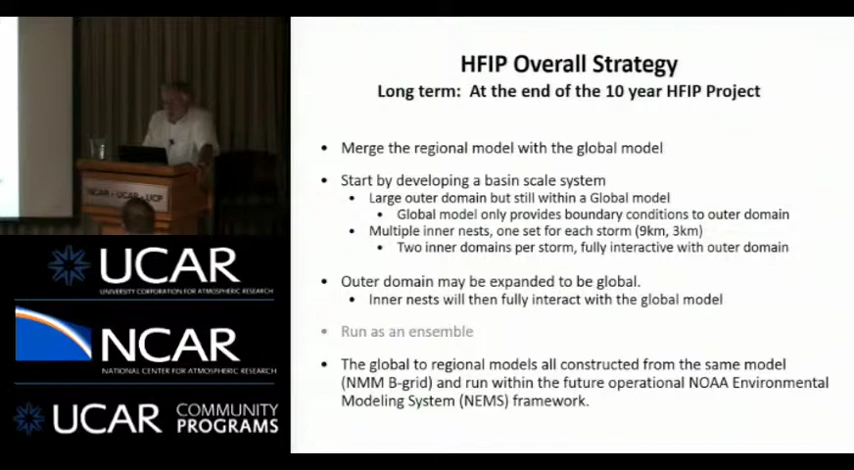 HFIP Overall Strategy
Long term: At the end of the 10 year HFIP Project
• Merge the regional model with the global model
• Start by developing a basin scale system
• Large outer domain but still within a Global model
• Global model only provides boundary conditions to outer domain
• Multiple inner nests, one set for each storm (9km, 3km)
• Two inner domains per storm, fully interactive with outer domain
• Outer domain may be expanded to be global.
• Inner nests will then fully interact with the global model
• Run as an ensemble
• The global to regional models all constructed from the same model
(NMM B-grid) and run within the future operational NOAA Environmental
Modeling System (NEMS) framework.
NCAR - UCAR - UCP
UCAR
UNIVERSITY CORPORATION FOR ATMOSPHERIC RESEARCH
NCAR
NATIONAL CENTER FOR ATMOSPHERIC RESEARCH
UCAR COMMUNITY
PROGRAMS